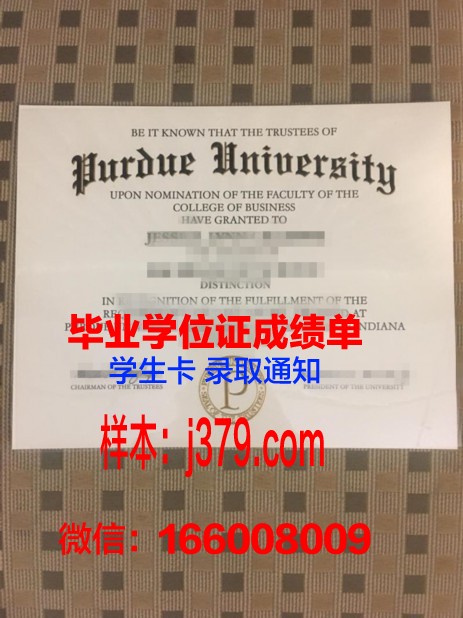 BE IT KNOWN THAT THE TRUSTEES OF
Purdue University
UPON NOMINATION OF THE FACULTY OF THE
COLLEGE OF BUSINESS
HAVE GRANTED TO
DISTINCTION
IN OF THE FULFILLMENT OF THE
AT
INDIANA
毕业学位证成绩单
学生卡 录取通知
CHAIRMAN OF THE TRUSTEES
PRESIDENT OF THE UNIVERSITY
P
样本：j379.com
微信：166008009